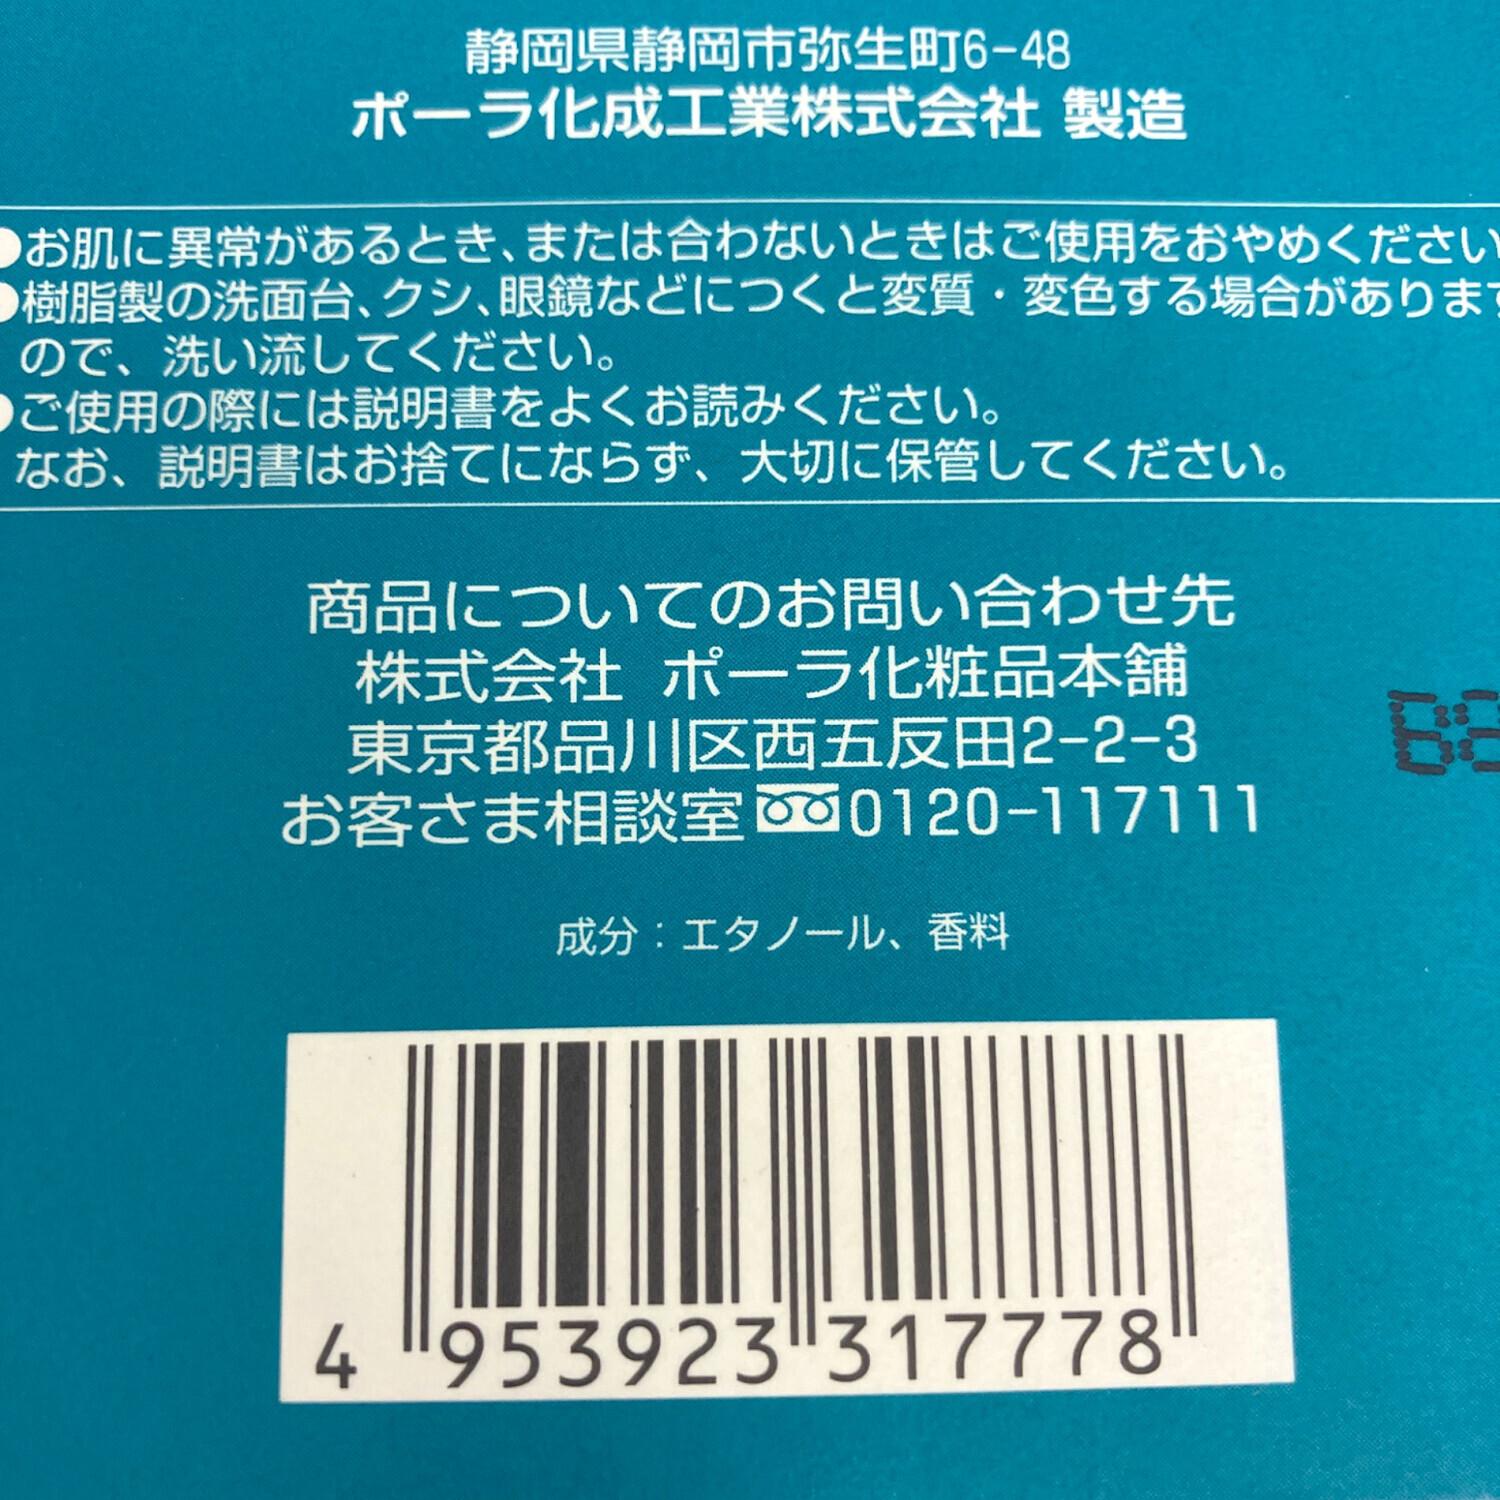 静岡県静岡市弥生町6-48
ポーラ化成工業株式会社 製造
●お肌に異常があるとき、または合わないときはご使用をおやめください
●樹脂製の洗面台、クシ、眼鏡などにつくと変質・変色する場合があります
ので、洗い流してください。
●ご使用の際には説明書をよくお読みください。
なお、説明書はお捨てにならず、大切に保管してください。
商品についてのお問い合わせ先
株式会社 ポーラ化粧品本舗
東京都品川区西五反田2-2-3
お客さま相談室 0120-117111
成分：エタノール、香料
4 953923 317778